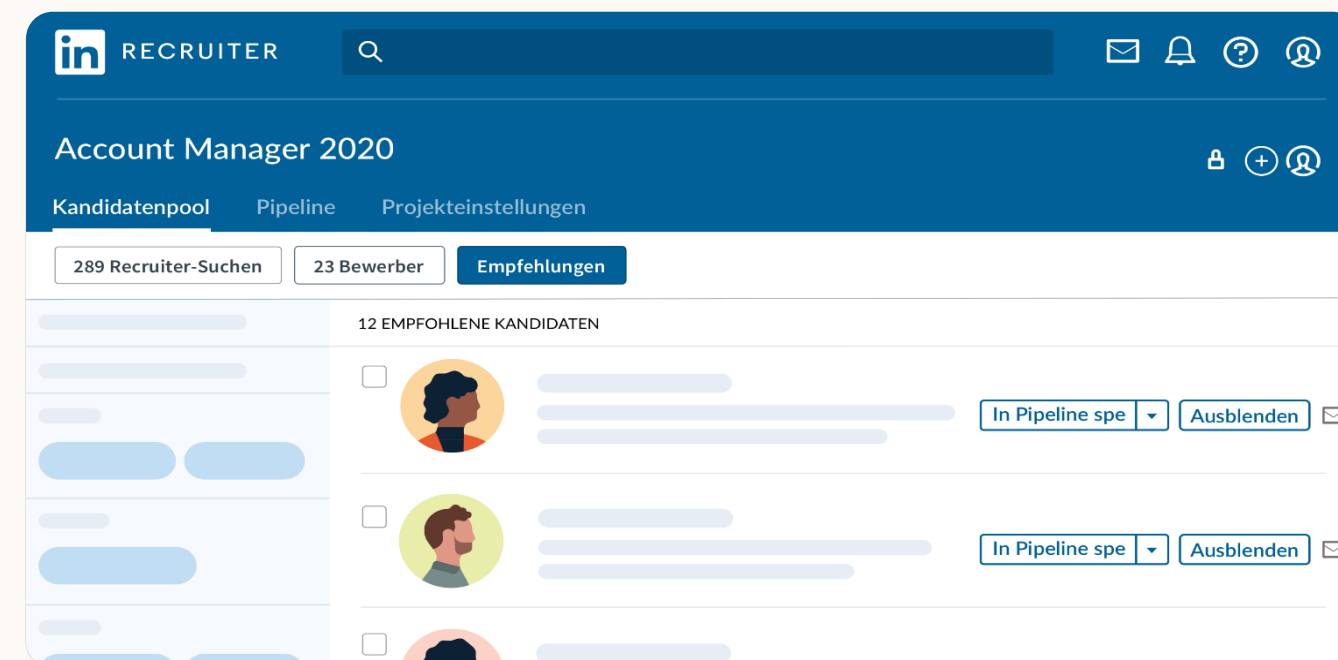 in RECRUITER
Account Manager 2020
Kandidatenpool Pipeline Projekteinstellungen
289 Recruiter-Suchen 23 Bewerber Empfehlungen
12 EMPFOHLENE KANDIDATEN
In Pipeline spe Ausblenden
In Pipeline spe Ausblenden